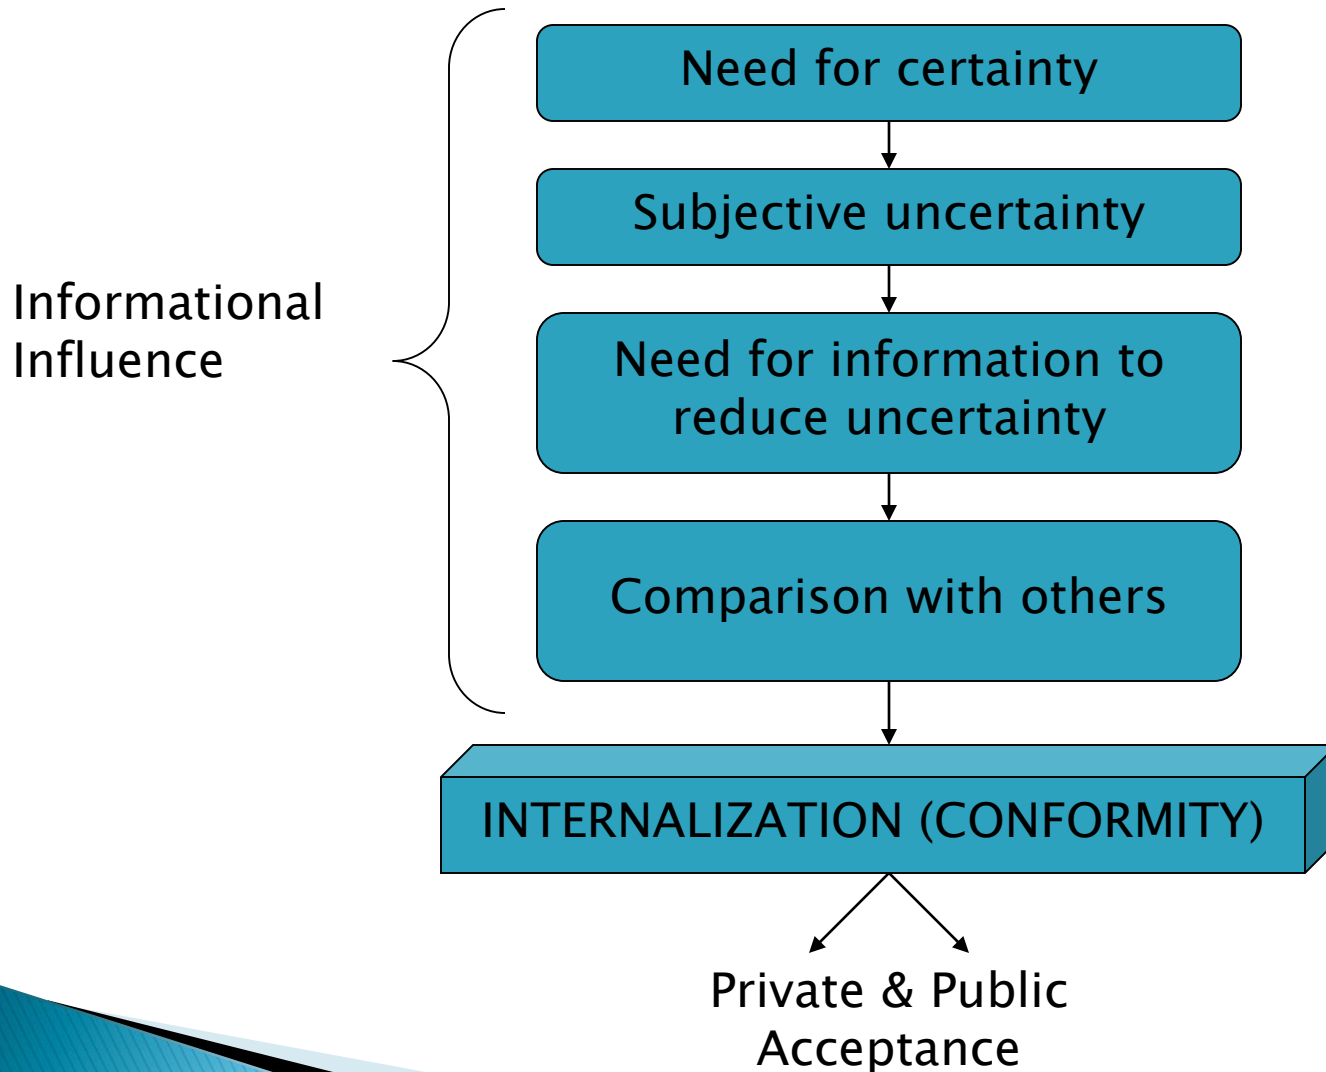 Need for certainty
Subjective uncertainty
Informational
Influence
Need for information to
reduce uncertainty
Comparison with others
INTERNALIZATION (CONFORMITY)
Private & Public
Acceptance